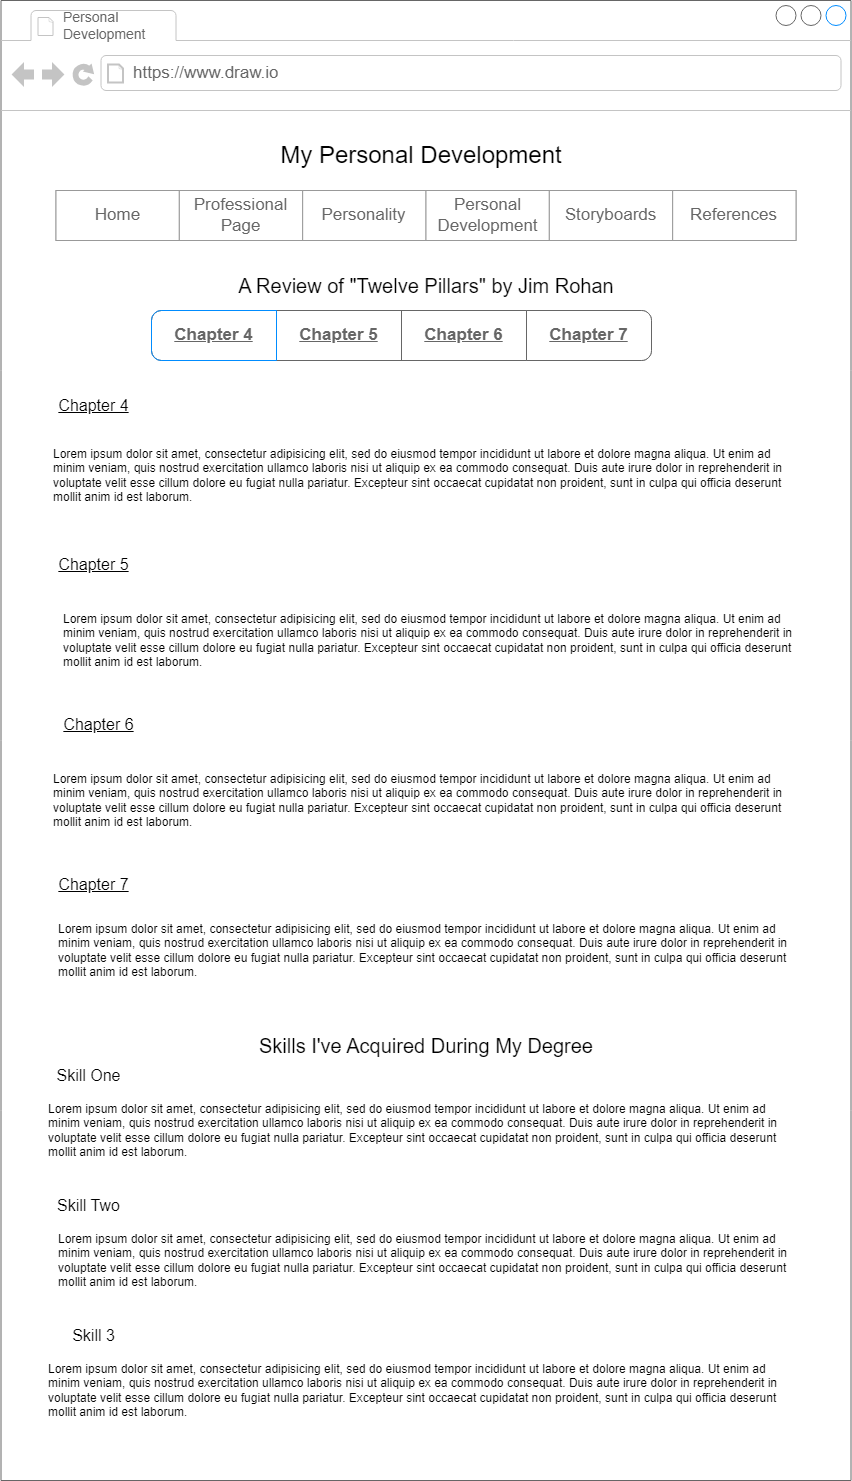 Personal
Development
https://www.draw.io
My Personal Development
Home
Professional
Page
Personality
Personal
Development
Storyboards
References
A Review of "Twelve Pillars" by Jim Rohan
Chapter 4
Chapter 5
Chapter 6
Chapter 7
Chapter 4
Lorem ipsum dolor sit amet, consectetur adipisicing elit, sed do eiusmod tempor incididunt ut labore et dolore magna aliqua. Ut enim ad
minim veniam, quis nostrud exercitation ullamco laboris nisi ut aliquip ex ea commodo consequat. Duis aute irure dolor in reprehenderit in
voluptate velit esse cillum dolore eu fugiat nulla pariatur. Excepteur sint occaecat cupidatat non proident, sunt in culpa qui officia deserunt
mollit anim id est laborum.
Chapter 5
Lorem ipsum dolor sit amet, consectetur adipisicing elit, sed do eiusmod tempor incididunt ut labore et dolore magna aliqua. Ut enim ad
minim veniam, quis nostrud exercitation ullamco laboris nisi ut aliquip ex ea commodo consequat. Duis aute irure dolor in reprehenderit in
voluptate velit esse cillum dolore eu fugiat nulla pariatur. Excepteur sint occaecat cupidatat non proident, sunt in culpa qui officia deserunt
mollit anim id est laborum.
Chapter 6
Lorem ipsum dolor sit amet, consectetur adipisicing elit, sed do eiusmod tempor incididunt ut labore et dolore magna aliqua. Ut enim ad
minim veniam, quis nostrud exercitation ullamco laboris nisi ut aliquip ex ea commodo consequat. Duis aute irure dolor in reprehenderit in
voluptate velit esse cillum dolore eu fugiat nulla pariatur. Excepteur sint occaecat cupidatat non proident, sunt in culpa qui officia deserunt
mollit anim id est laborum.
Chapter 7
Lorem ipsum dolor sit amet, consectetur adipisicing elit, sed do eiusmod tempor incididunt ut labore et dolore magna aliqua. Ut enim ad
minim veniam, quis nostrud exercitation ullamco laboris nisi ut aliquip ex ea commodo consequat. Duis aute irure dolor in reprehenderit in
voluptate velit esse cillum dolore eu fugiat nulla pariatur. Excepteur sint occaecat cupidatat non proident, sunt in culpa qui officia deserunt
mollit anim id est laborum.
Skills I've Acquired During My Degree
Skill One
Lorem ipsum dolor sit amet, consectetur adipisicing elit, sed do eiusmod tempor incididunt ut labore et dolore magna aliqua. Ut enim ad
minim veniam, quis nostrud exercitation ullamco laboris nisi ut aliquip ex ea commodo consequat. Duis aute irure dolor in reprehenderit in
voluptate velit esse cillum dolore eu fugiat nulla pariatur. Excepteur sint occaecat cupidatat non proident, sunt in culpa qui officia deserunt
mollit anim id est laborum.
Skill Two
Lorem ipsum dolor sit amet, consectetur adipisicing elit, sed do eiusmod tempor incididunt ut labore et dolore magna aliqua. Ut enim ad
minim veniam, quis nostrud exercitation ullamco laboris nisi ut aliquip ex ea commodo consequat. Duis aute irure dolor in reprehenderit in
voluptate velit esse cillum dolore eu fugiat nulla pariatur. Excepteur sint occaecat cupidatat non proident, sunt in culpa qui officia deserunt
mollit anim id est laborum.
Skill 3
Lorem ipsum dolor sit amet, consectetur adipisicing elit, sed do eiusmod tempor incididunt ut labore et dolore magna aliqua. Ut enim ad
minim veniam, quis nostrud exercitation ullamco laboris nisi ut aliquip ex ea commodo consequat. Duis aute irure dolor in reprehenderit in
voluptate velit esse cillum dolore eu fugiat nulla pariatur. Excepteur sint occaecat cupidatat non proident, sunt in culpa qui officia deserunt
mollit anim id est laborum.